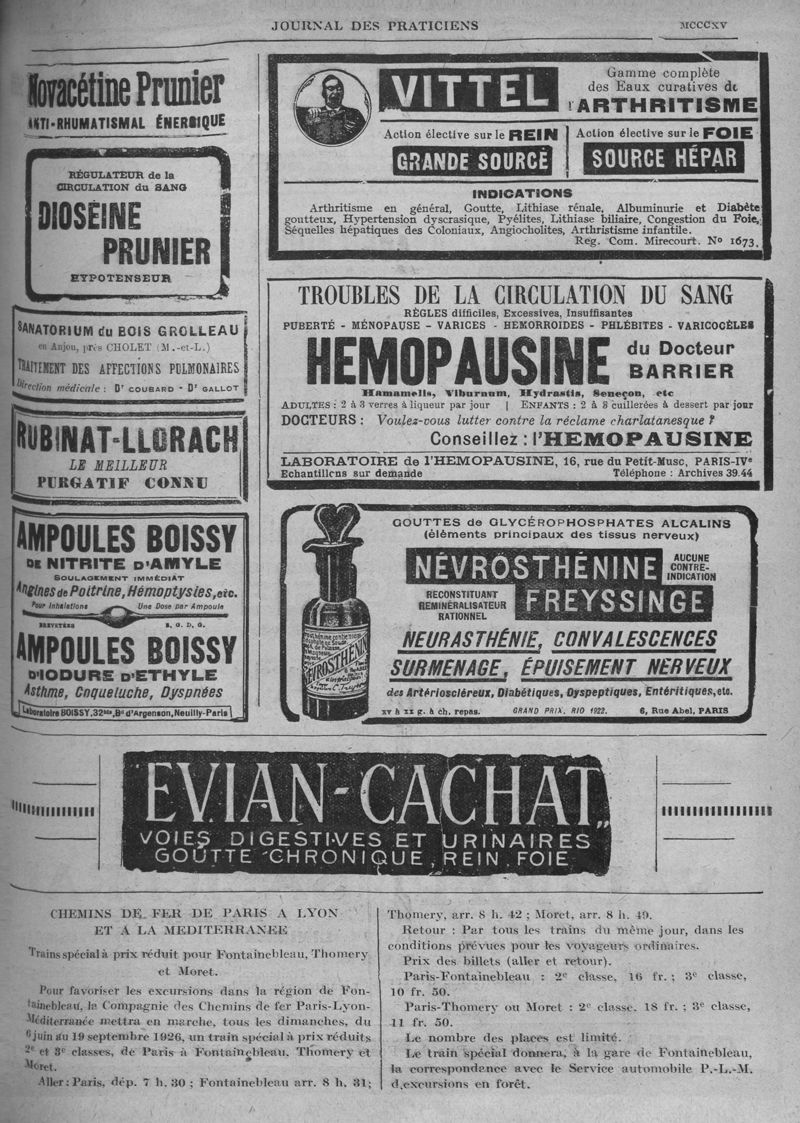 JOURNAL DES PRATICIENS
MCCCXV
Novacétine Prunier
ANTI-RHUMATISMAL ÉNERGIQUE
RÉGULATEUR de la
CIRCULATION du SANG
DIOSÉINE
PRUNIER
HYPOTENSEUR
SANATORIUM du BOIS GROLLEAU
en Anjou, près CHOLET (M.-et-L.)
TRAITEMENT DES AFFECTIONS PULMONAIRES
Direction médicale : Dr COUBARD - Dr GALLOT
RUBINAT-LLORACH
LE MEILLEUR
PURGATIF CONNU
AMPOULES BOISSY
DE NITRITE D'AMYLE
SOULAGEMENT IMMÉDIAT
Angines de Poitrine, Hémoptysies, etc.
Pour Inhalations Une Dose par Ampoule
BREVETÉES S. G. D. G.
AMPOULES BOISSY
D'IODURE D'ETHYLE
Asthme, Coqueluche, Dyspnées
Laboratoire BOISSY, 32bis, Bd d'Argenson, Neuilly-Paris
VITTEL
Gamme complète
des Eaux curatives de
l'ARTHRITISME
Action élective sur le REIN
GRANDE SOURCE
Action élective sur le FOIE
SOURCE HÉPAR
INDICATIONS
Arthritisme en général, Goutte, Lithiase rénale, Albuminurie et Diabète
goutteux, Hypertension dyscrasique, Pyélites, Lithiase biliaire, Congestion du Foie,
Séquelles hépatiques des Coloniaux, Angiocholites, Arthristisme infantile.
Reg. Com. Mirecourt. No 1673.
TROUBLES DE LA CIRCULATION DU SANG
RÈGLES difficiles, Excessives, Insuffisantes
PUBERTÉ - MÉNOPAUSE - VARICES - HEMORROIDES - PHLÉBITES - VARICOCÈLES
HEMOPAUSINE du Docteur
BARRIER
Hamamelis, Viburnum, Hydrastis, Seneçon, etc
ADULTES : 2 à 3 verres à liqueur par jour | ENFANTS : 2 à 3 cuillerées à dessert par jour
DOCTEURS : Voulez-vous lutter contre la réclame charlatanesque ?
Conseillez : l'HEMOPAUSINE
LABORATOIRE de l'HEMOPAUSINE, 16, rue du Petit-Musc, PARIS-IVe
Echantillons sur demande Téléphone : Archives 39.44
GOUTTES de GLYCÉROPHOSPHATES ALCALINS
(éléments principaux des tissus nerveux)
NÉVROSTHÉNINE
AUCUNE
CONTRE-
INDICATION
RECONSTITUANT
REMINÉRALISATEUR
RATIONNEL
FREYSSINGE
NEURASTHÉNIE, CONVALESCENCES
SURMENAGE, ÉPUISEMENT NERVEUX
des Artérioscléreux, Diabétiques, Dyspeptiques, Entéritiques, etc.
XV à XX g. à ch. repas. GRAND PRIX, RIO 1922. 6, Rue Abel, PARIS
EVIAN-CACHAT
VOIES DIGESTIVES ET URINAIRES
GOUTTE CHRONIQUE, REIN, FOIE
CHEMINS DE FER DE PARIS A LYON
ET A LA MEDITERRANEE
Trains spécial à prix réduit pour Fontainebleau, Thomery
et Moret.
Pour favoriser les excursions dans la région de Fon-
tainebleau, la Compagnie des Chemins de fer Paris-Lyon-
Méditerranée mettra en marche, tous les dimanches, du
6 juin au 19 septembre 1926, un train spécial à prix réduits
2e et 3e classes, de Paris à Fontainebleau, Thomery et
Moret.
Aller : Paris, dép. 7 h. 30 ; Fontainebleau arr. 8 h. 31;
Thomery, arr. 8 h. 42 ; Moret, arr. 8 h. 49.
Retour : Par tous les trains du même jour, dans les
conditions prévues pour les voyageurs ordinaires.
Prix des billets (aller et retour).
Paris-Fontainebleau : 2e classe, 16 fr. ; 3e classe,
10 fr. 50.
Paris-Thomery ou Moret : 2e classe, 18 fr. ; 3e classe,
11 fr. 50.
Le nombre des places est limité.
Le train spécial donnera, à la gare de Fontainebleau,
la correspondance avec le Service automobile P.-L.-M.
d'excursions en forêt.